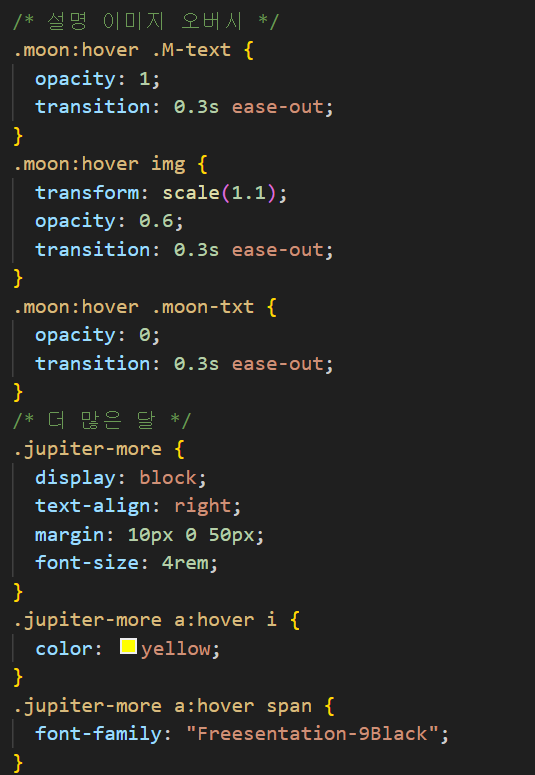 /* 설명 이미지 오버시 */
.moon:hover .M-text {
  opacity: 1;
  transition: 0.3s ease-out;
}
.moon:hover img {
  transform: scale(1.1);
  opacity: 0.6;
  transition: 0.3s ease-out;
}
.moon:hover .moon-txt {
  opacity: 0;
  transition: 0.3s ease-out;
}
/* 더 많은 달 */
.jupiter-more {
  display: block;
  text-align: right;
  margin: 10px 0 50px;
  font-size: 4rem;
}
.jupiter-more a:hover i {
  color: yellow;
}
.jupiter-more a:hover span {
  font-family: "Freesentation-9Black";
}